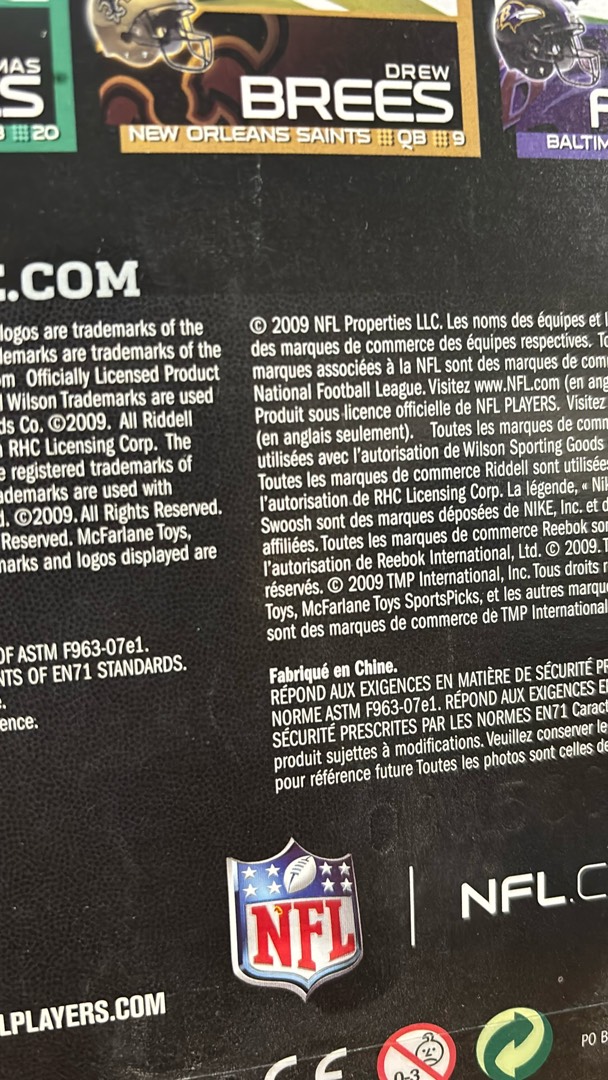 MAS
S
20
DREW
BREES
NEW ORLEANS SAINTS QB 9
BALTIM
.COM
logos are trademarks of the
emarks are trademarks of the
Officially Licensed Product
Wilson Trademarks are used
ds Co. ©2009. All Riddell
RHC Licensing Corp. The
registered trademarks of
ademarks are used with
©2009. All Rights Reserved.
Reserved. McFarlane Toys,
marks and logos displayed are
OF ASTM F963-07e1.
NTS OF EN71 STANDARDS.
ence:
© 2009 NFL Properties LLC. Les noms des équipes et l
des marques de commerce des équipes respectives. To
marques associées à la NFL sont des marques de com
National Football League. Visitez www.NFL.com (en ang
Produit sous licence officielle de NFL PLAYERS. Visitez
(en anglais seulement). Toutes les marques de comm
utilisées avec l'autorisation de Wilson Sporting Goods
Toutes les marques de commerce Riddell sont utilisées
l'autorisation de RHC Licensing Corp. La légende, « Nik
Swoosh sont des marques déposées de NIKE, Inc. et d
affiliées. Toutes les marques de commerce Reebok so
l'autorisation de Reebok International, Ltd. © 2009. T
réservés. © 2009 TMP International, Inc. Tous droits r
Toys, McFarlane Toys SportsPicks, et les autres marqu
sont des marques de commerce de TMP International
Fabriqué en Chine.
RÉPOND AUX EXIGENCES EN MATIÈRE DE SÉCURITÉ PR
NORME ASTM F963-07e1. RÉPOND AUX EXIGENCES E
SÉCURITÉ PRESCRITES PAR LES NORMES EN71 Caract
produit sujettes à modifications. Veuillez conserver le
pour référence future Toutes les photos sont celles de
NFL
NFL.C
LPLAYERS.COM
CE
0-3
PO B